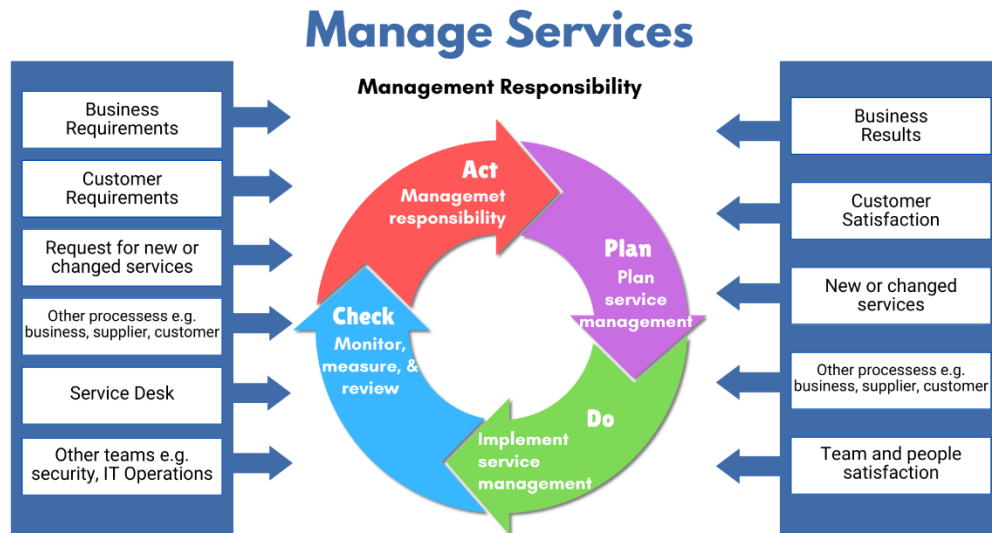 Manage Services
Management Responsibility
Business
Requirements
Customer
Requirements
Request for new or
changed services
Other processess e.g.
business, supplier, customer
Service Desk
Other teams e.g.
security, IT Operations
Act
Managemet
responsibility
Plan
Plan
service
management
Do
Implement
service
management
Check
Monitor,
measure, &
review
Business
Results
Customer
Satisfaction
New or changed
services
Other processess e.g.
business, supplier, customer
Team and people
satisfaction